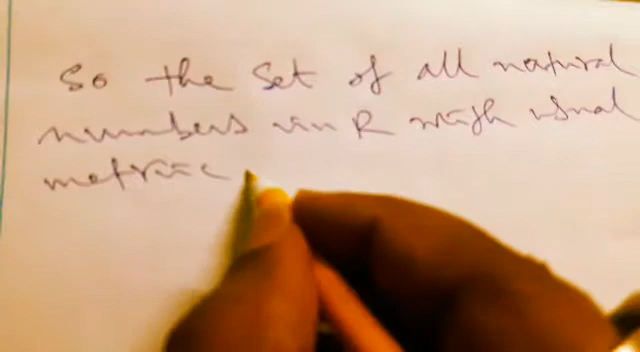 So the set of all natural
numbers in R with usual
metric